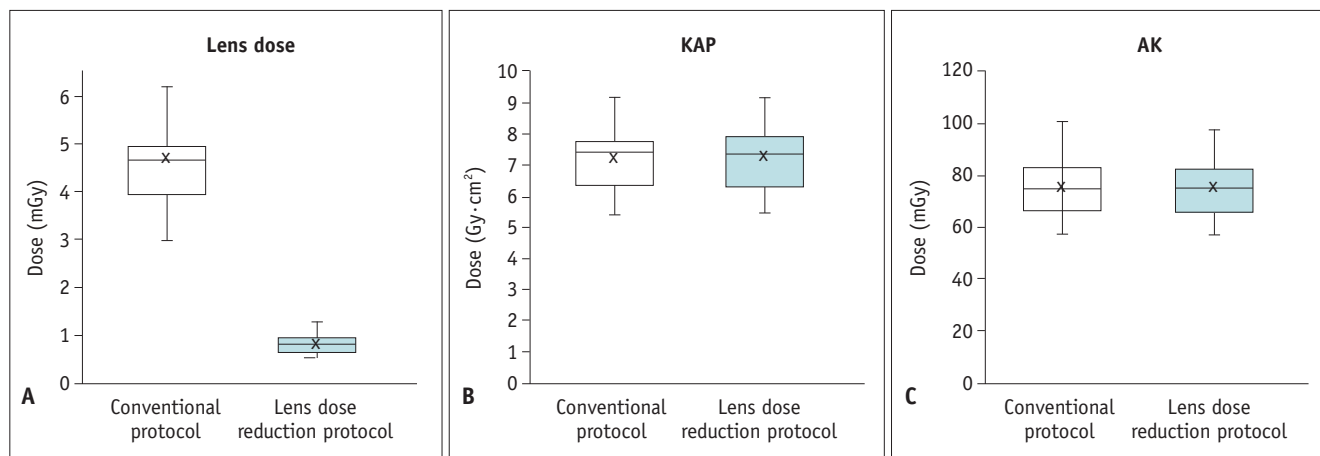 Lens dose
Dose (mGy)
6
5
4
3
2
1
0
x
x
A
Conventional
protocol
Lens dose
reduction protocol
KAP
Dose (Gy·cm²)
10
9
8
7
6
5
4
3
2
1
0
x
x
B
Conventional
protocol
Lens dose
reduction protocol
AK
Dose (mGy)
120
100
80
60
40
20
0
x
x
C
Conventional
protocol
Lens dose
reduction protocol